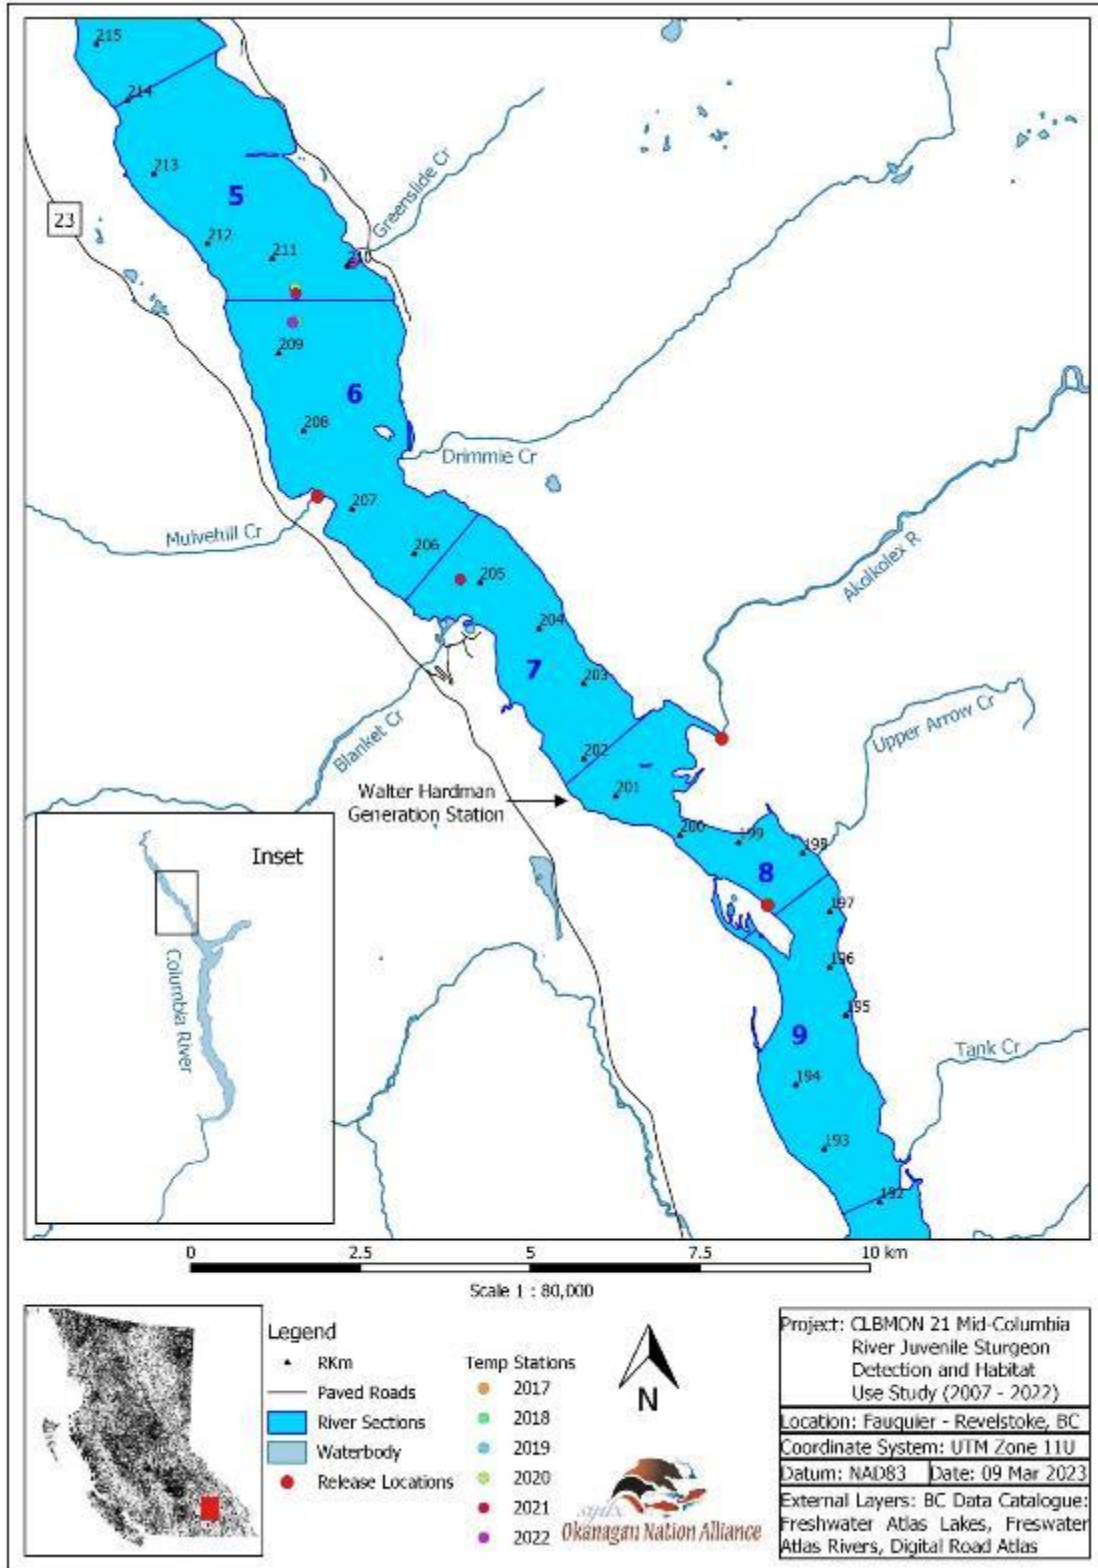 215
214
213
5
23
Greenslide Cr
212
211
210
209
6
208
Drimmie Cr
207
Mulvehill Cr
206
205
Akolkolex R
204
7
203
Upper Arrow Cr
Blanket Cr
202
201
Walter Hardman
Generation Station
200
199
198
8
Inset
197
Columbia River
196
195
9
Tank Cr
194
193
192
0 2.5 5 7.5 10 km
Scale 1 : 80,000
Legend
RKm
Paved Roads
River Sections
Waterbody
Release Locations
Temp Stations
2017
2018
2019
2020
2021
2022
N
syilx
Okanagan Nation Alliance
Project: CLBMON 21 Mid-Columbia
River Juvenile Sturgeon
Detection and Habitat
Use Study (2007 - 2022)
Location: Fauquier - Revelstoke, BC
Coordinate System: UTM Zone 11U
Datum: NAD83 Date: 09 Mar 2023
External Layers: BC Data Catalogue:
Freshwater Atlas Lakes, Freswater
Atlas Rivers, Digital Road Atlas